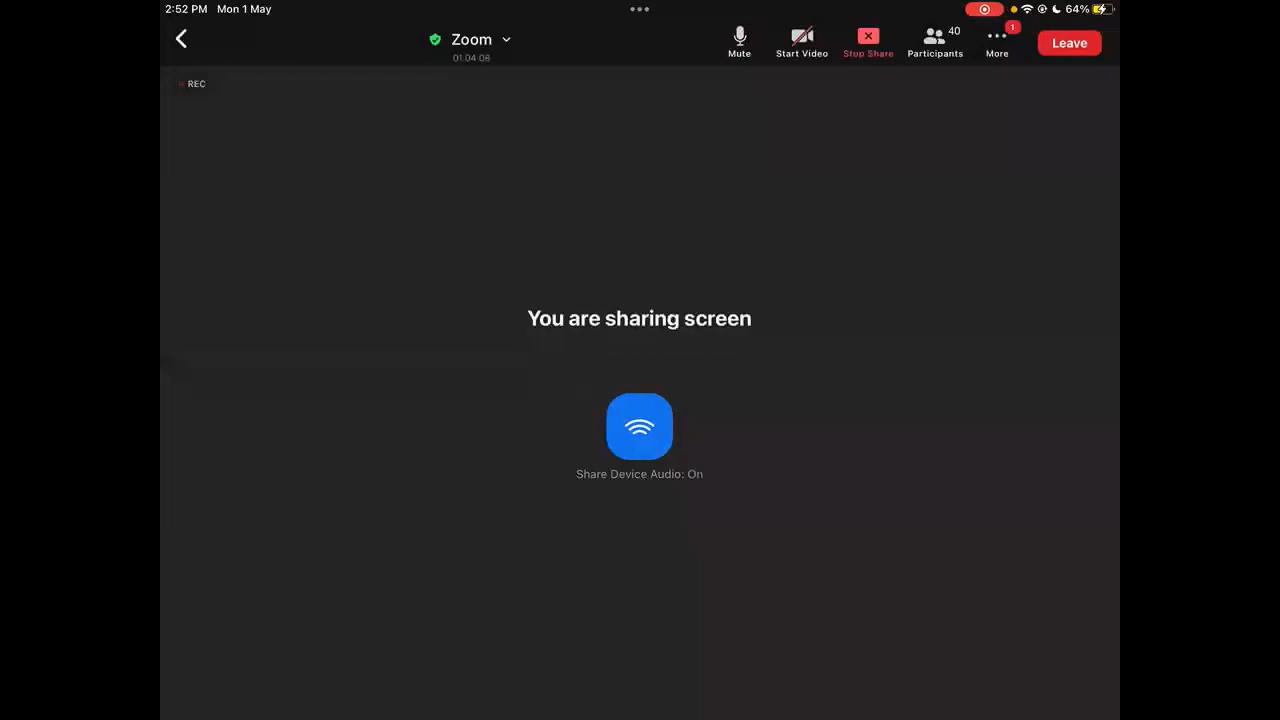 2:52 PM Mon 1 May
64%
Zoom
01:04:06
Mute
Start Video
Stop Share
40
Participants
1
More
Leave
REC
You are sharing screen
Share Device Audio: On